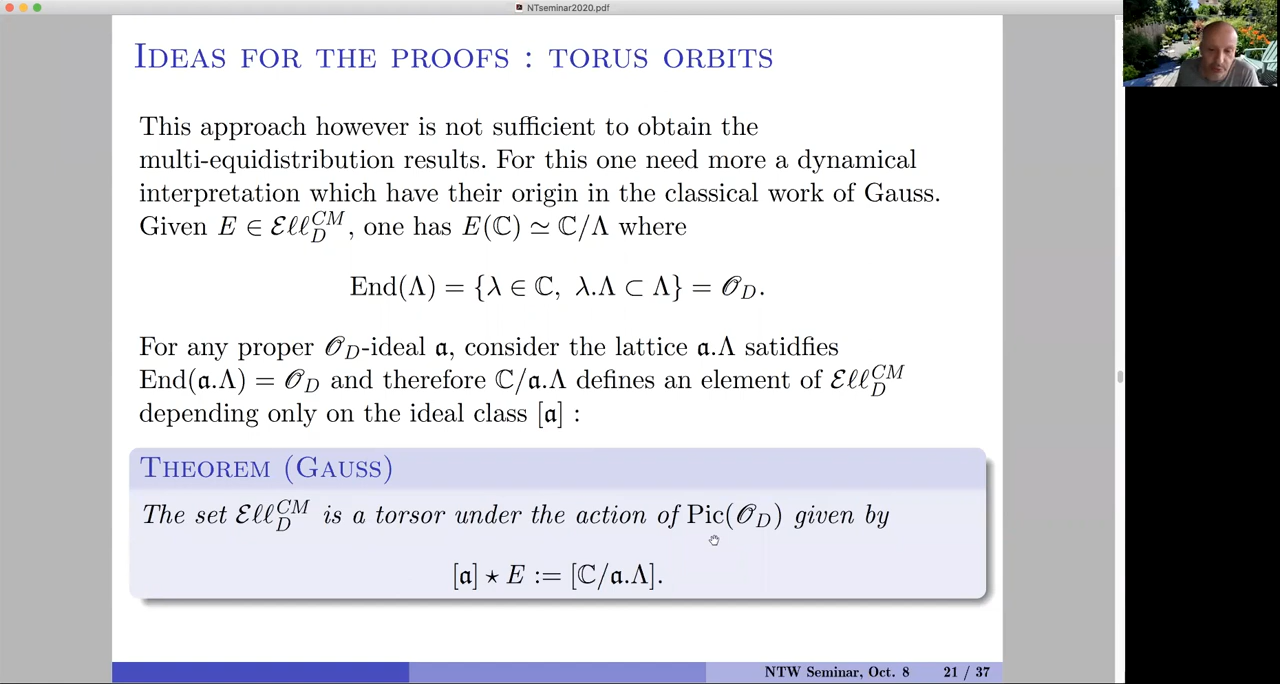 NTseminar2020.pdf
IDEAS FOR THE PROOFS : TORUS ORBITS
This approach however is not sufficient to obtain the
multi-equidistribution results. For this one need more a dynamical
interpretation which have their origin in the classical work of Gauss.
Given E ∈ 𝓔ℓℓ_D^{CM}, one has E(ℂ) ≃ ℂ/Λ where
End(Λ) = {λ ∈ ℂ, λ.Λ ⊂ Λ} = 𝒪_D.
For any proper 𝒪_D-ideal 𝔞, consider the lattice 𝔞.Λ satidfies
End(𝔞.Λ) = 𝒪_D and therefore ℂ/𝔞.Λ defines an element of 𝓔ℓℓ_D^{CM}
depending only on the ideal class [𝔞] :
THEOREM (GAUSS)
The set 𝓔ℓℓ_D^{CM} is a torsor under the action of Pic(𝒪_D) given by
[𝔞] ⋆ E := [ℂ/𝔞.Λ].
NTW Seminar, Oct. 8 21 / 37